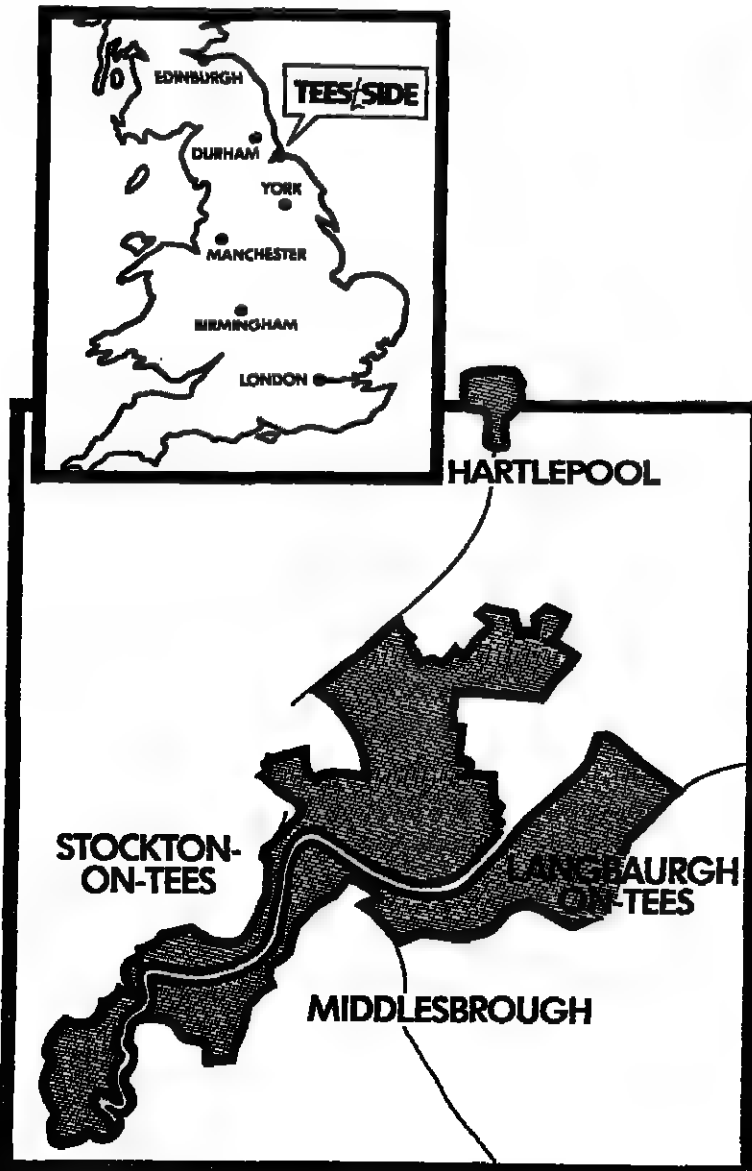 EDINBURGH
TEES/SIDE
DURHAM
YORK
MANCHESTER
BIRMINGHAM
LONDON
HARTLEPOOL
STOCKTON-
ON-TEES
LANGBAURGH
ON-TEES
MIDDLESBROUGH